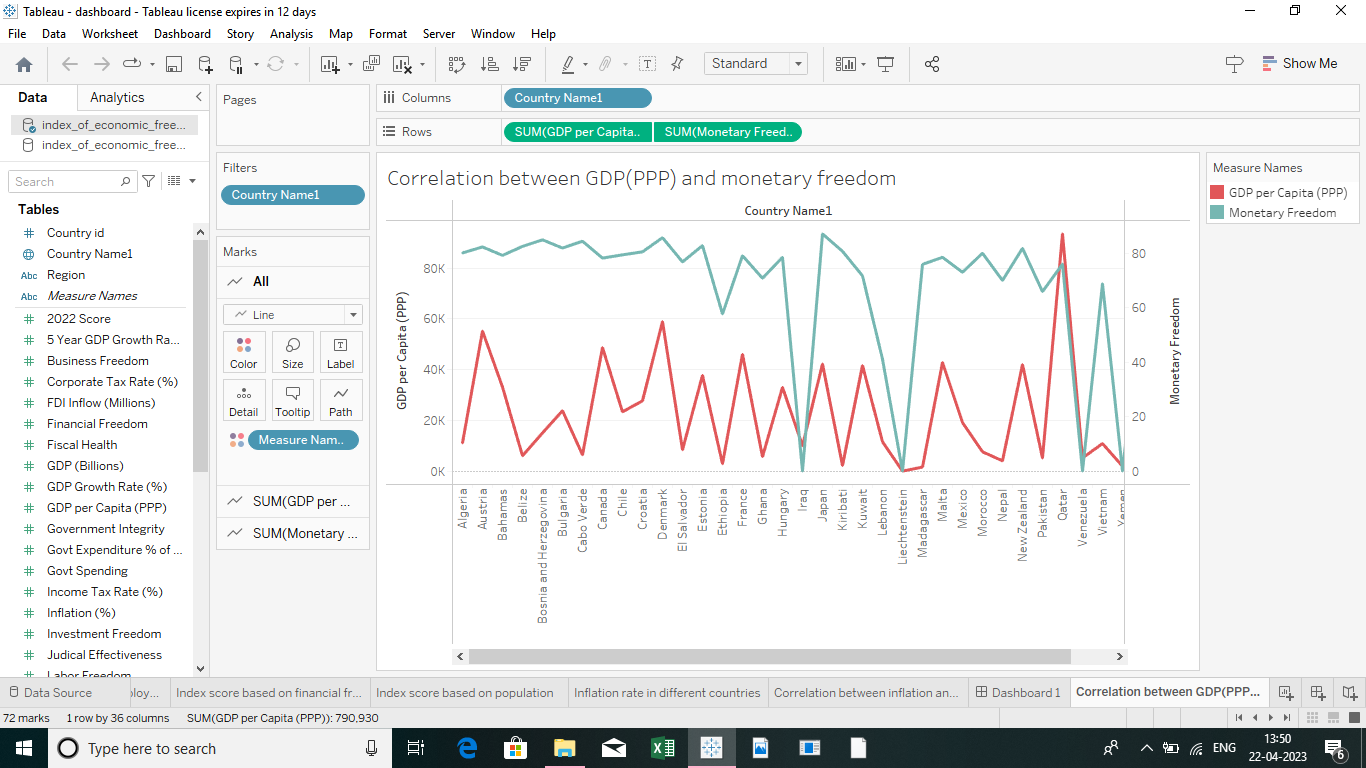 Tableau - dashboard - Tableau license expires in 12 days
File Data Worksheet Dashboard Story Analysis Map Format Server Window Help
Standard
Show Me
Data Analytics
index_of_economic_free...
index_of_economic_free...
Search
Tables
Country id
Country Name1
Abc Region
Abc Measure Names
2022 Score
5 Year GDP Growth Ra...
Business Freedom
Corporate Tax Rate (%)
FDI Inflow (Millions)
Financial Freedom
Fiscal Health
GDP (Billions)
GDP Growth Rate (%)
GDP per Capita (PPP)
Government Integrity
Govt Expenditure % of ...
Govt Spending
Income Tax Rate (%)
Inflation (%)
Investment Freedom
Judical Effectiveness
Labor Freedom
Pages
Filters
Country Name1
Marks
All
Line
Color Size Label
Detail Tooltip Path
Measure Nam..
SUM(GDP per ...
SUM(Monetary ...
Columns Country Name1
Rows SUM(GDP per Capita.. SUM(Monetary Freed..
Correlation between GDP(PPP) and monetary freedom
Country Name1
GDP per Capita (PPP)
80K
60K
40K
20K
0K
80
60
40
20
0
Monetary Freedom
Algeria
Austria
Bahamas
Belize
Bosnia and Herzegovina
Bulgaria
Cabo Verde
Canada
Chile
Croatia
Denmark
El Salvador
Estonia
Ethiopia
France
Ghana
Hungary
Iraq
Japan
Kiribati
Kuwait
Lebanon
Liechtenstein
Madagascar
Malta
Mexico
Morocco
Nepal
New Zealand
Pakistan
Qatar
Venezuela
Vietnam
Yemen
Measure Names
GDP per Capita (PPP)
Monetary Freedom
Data Source ploy... Index score based on financial fr... Index score based on population Inflation rate in different countries Correlation between inflation an... Dashboard 1 Correlation between GDP(PPP...
72 marks 1 row by 36 columns SUM(GDP per Capita (PPP)): 790,930
Type here to search
ENG
13:50
22-04-2023
6